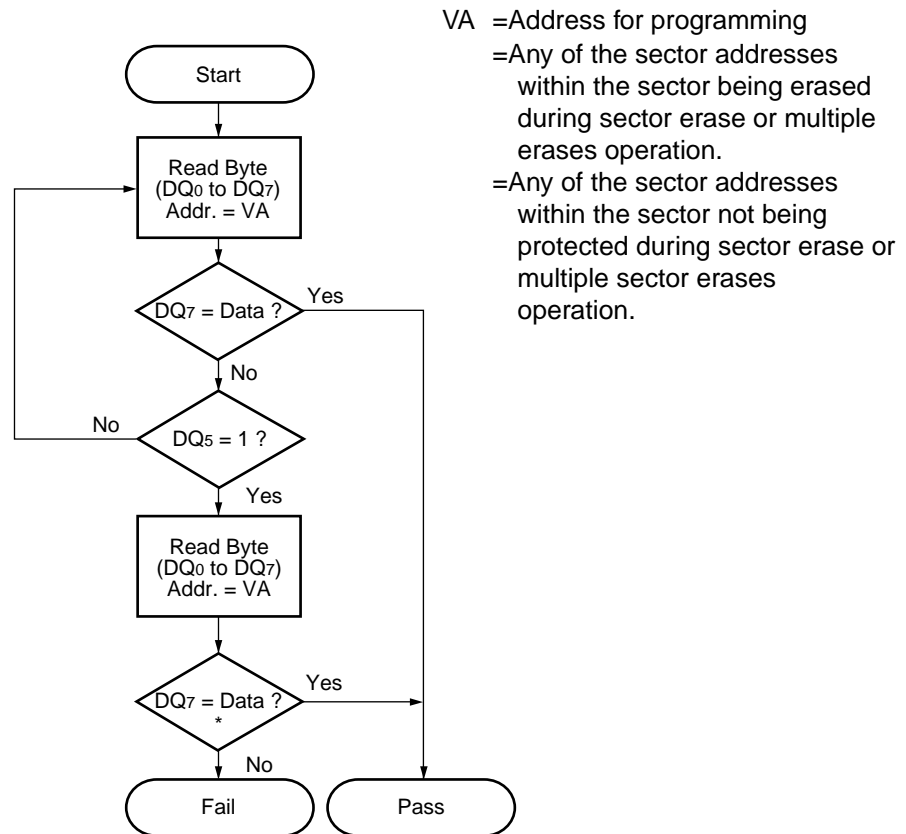 VA =Address for programming
=Any of the sector addresses
within the sector being erased
during sector erase or multiple
erases operation.
=Any of the sector addresses
within the sector not being
protected during sector erase or
multiple sector erases
operation.
Start
Read Byte
(DQ0 to DQ7)
Addr. = VA
DQ7 = Data ?
Yes
No
DQ5 = 1 ?
No
Yes
Read Byte
(DQ0 to DQ7)
Addr. = VA
DQ7 = Data ?
*
Yes
No
Fail
Pass